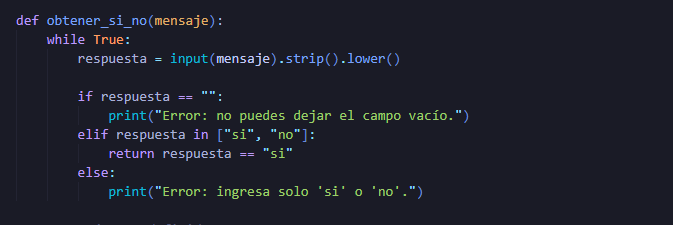 def obtener_si_no(mensaje):
    while True:
        respuesta = input(mensaje).strip().lower()

        if respuesta == "":
            print("Error: no puedes dejar el campo vacío.")
        elif respuesta in ["si", "no"]:
            return respuesta == "si"
        else:
            print("Error: ingresa solo 'si' o 'no'.")